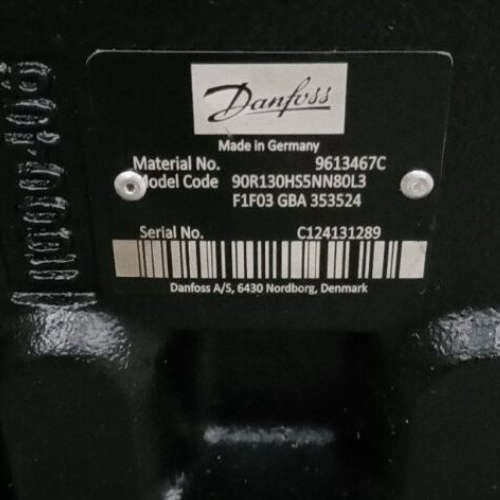 Danfoss
Made in Germany
Material No. 9613467C
Model Code 90R130HS5NN80L3
F1F03 GBA 353524
Serial No. C124131289
Danfoss A/S, 6430 Nordborg, Denmark